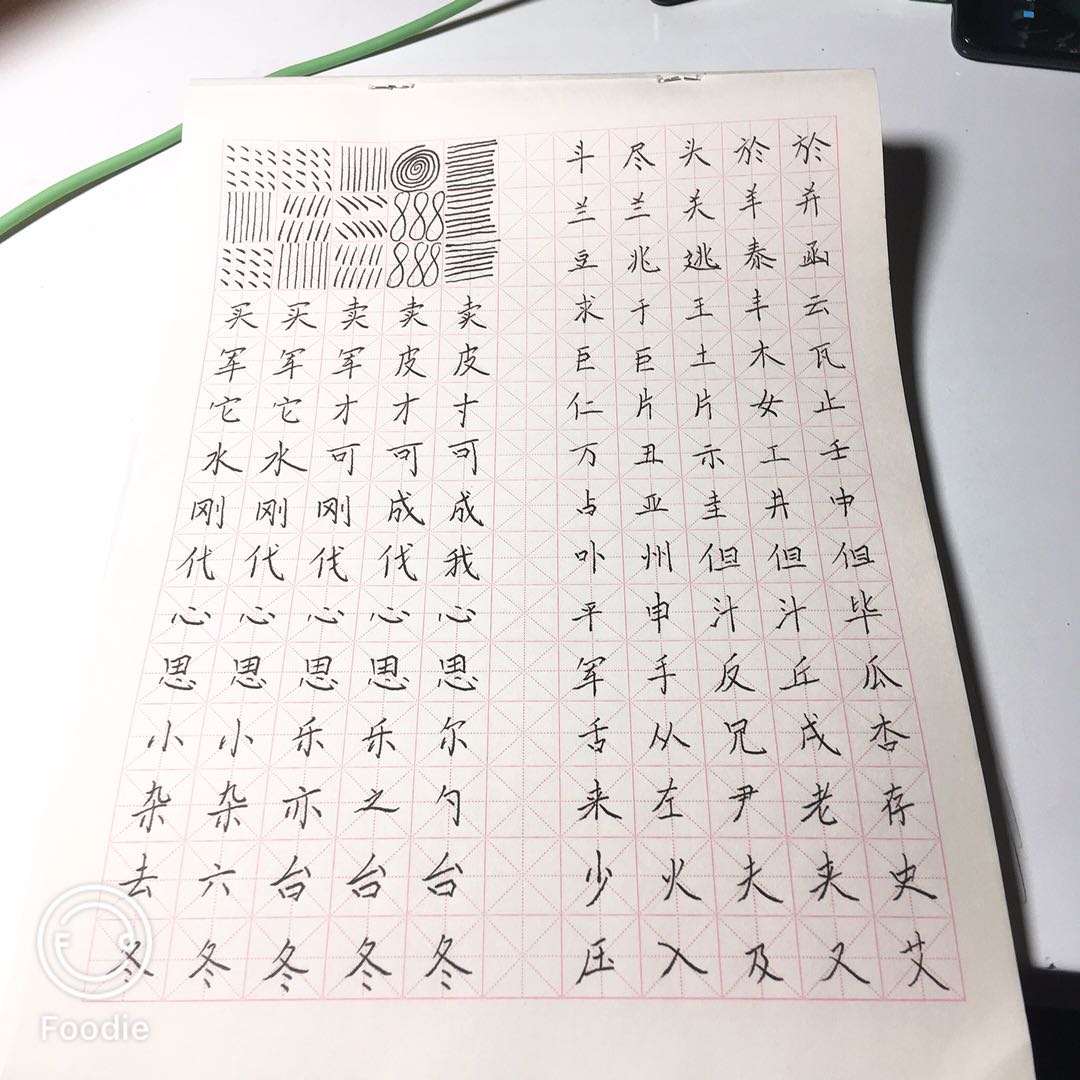 斗尽头於於
兰兰关羊并
豆兆逃泰函
买买卖卖卖求于王丰云
军军军皮皮巨巨土木瓦
它它才才寸仁片片女止
水水可可可万丑示工壬
刚刚刚成成占亚圭井申
代代伐伐我卟州但但但
心心心心心平申汁汁毕
思思思思思军手反丘瓜
小小乐乐尔舌从兄戌杏
杂杂亦之勺来左尹老存
去六台台台少火夫夹史
冬冬冬冬冬压入及又艾
Foodie